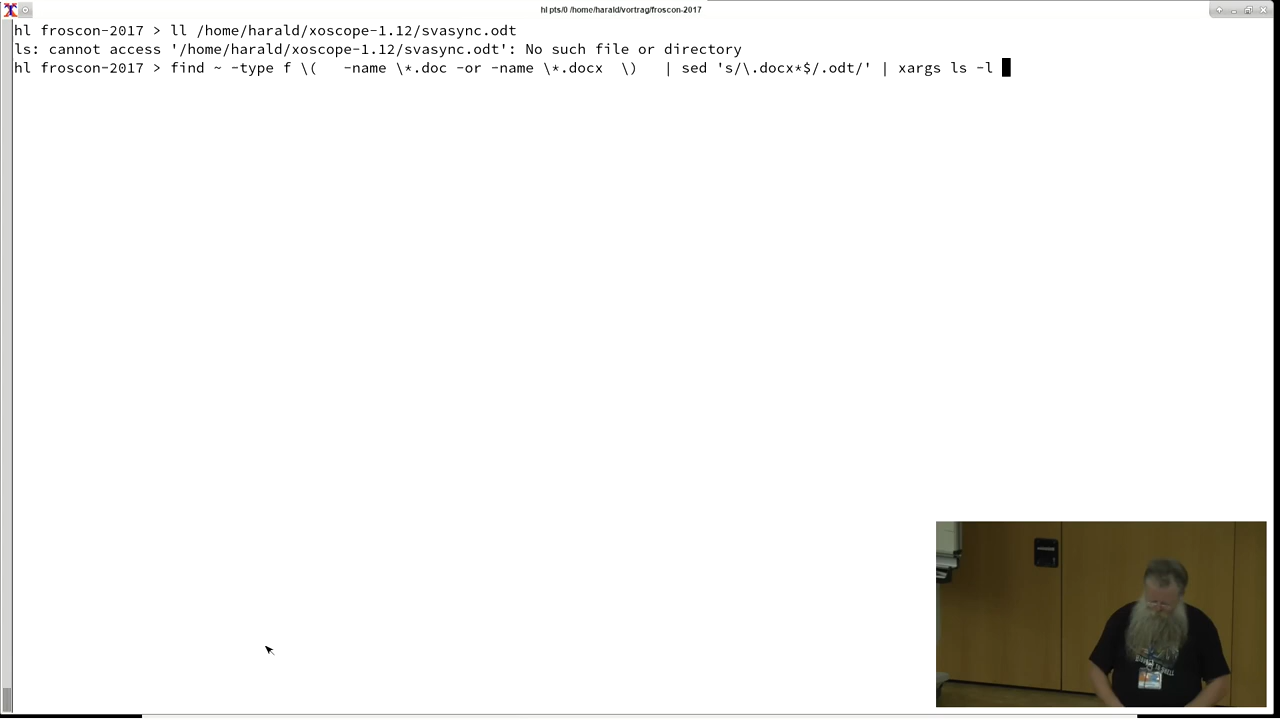 hl pts/0 /home/harald/vortrag/froscon-2017
hl froscon-2017 > ll /home/harald/xoscope-1.12/svasync.odt
ls: cannot access '/home/harald/xoscope-1.12/svasync.odt': No such file or directory
hl froscon-2017 > find ~ -type f \(   -name \*.doc -or -name \*.docx  \)   | sed 's/\.docx*$/.odt/' | xargs ls -l